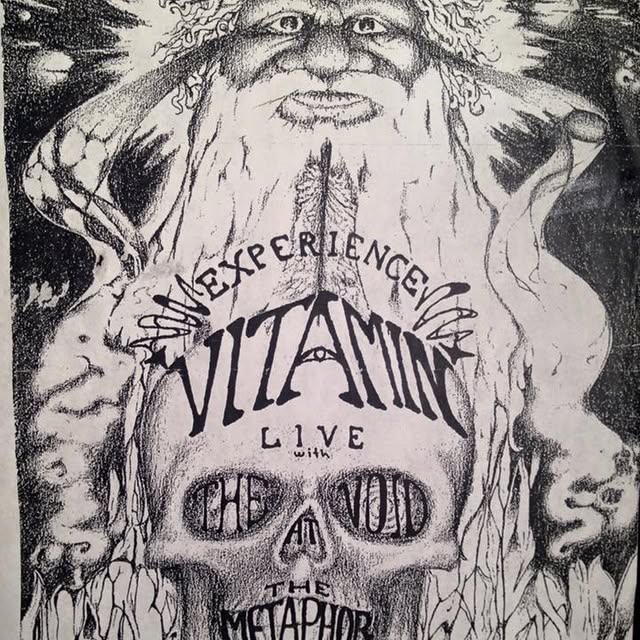 EXPERIENCE
VITAMIN
LIVE
with
THE VOID
AT
THE
METAPHOR